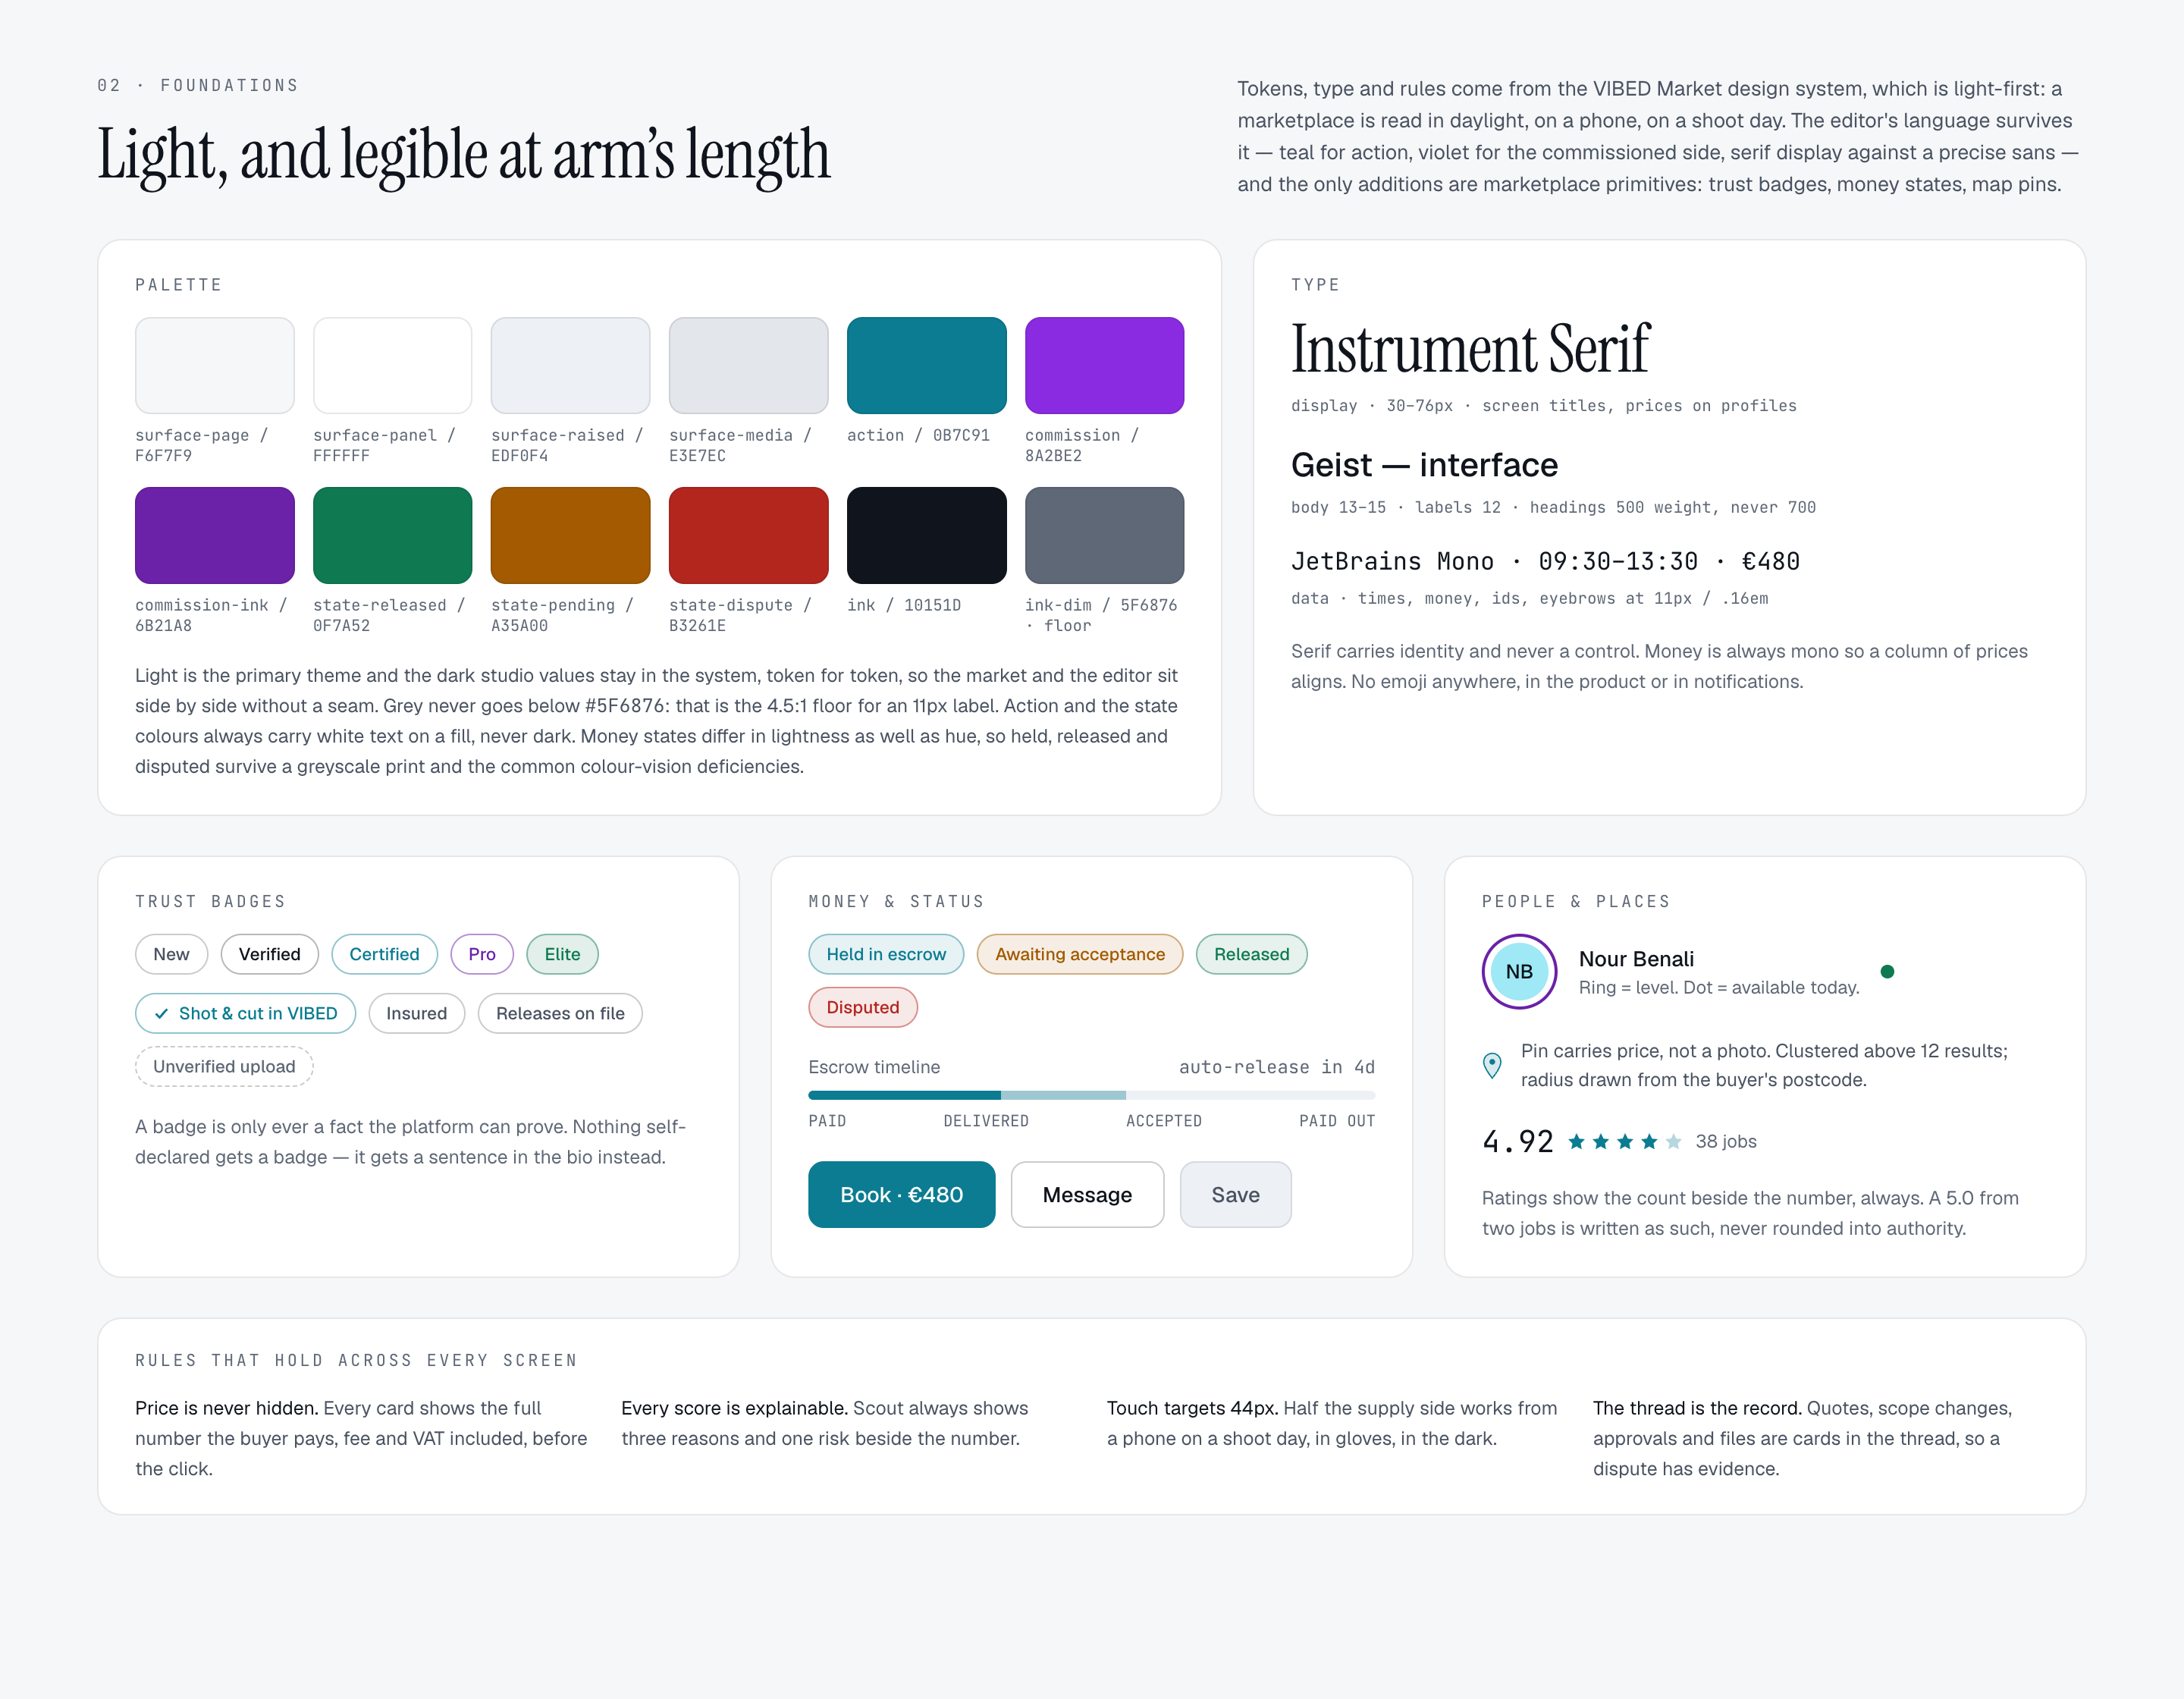 02 · FOUNDATIONS
Light, and legible at arm’s length
Tokens, type and rules come from the VIBED Market design system, which is light-first: a
marketplace is read in daylight, on a phone, on a shoot day. The editor's language survives
it — teal for action, violet for the commissioned side, serif display against a precise sans —
and the only additions are marketplace primitives: trust badges, money states, map pins.
PALETTE
surface-page /
F6F7F9
surface-panel /
FFFFFF
surface-raised /
EDF0F4
surface-media /
E3E7EC
action / 0B7C91
commission /
8A2BE2
commission-ink /
6B21A8
state-released /
0F7A52
state-pending /
A35A00
state-dispute /
B3261E
ink / 10151D
ink-dim / 5F6876
· floor
Light is the primary theme and the dark studio values stay in the system, token for token, so the market and the editor sit
side by side without a seam. Grey never goes below #5F6876: that is the 4.5:1 floor for an 11px label. Action and the state
colours always carry white text on a fill, never dark. Money states differ in lightness as well as hue, so held, released and
disputed survive a greyscale print and the common colour-vision deficiencies.
TYPE
Instrument Serif
display · 30–76px · screen titles, prices on profiles
Geist — interface
body 13–15 · labels 12 · headings 500 weight, never 700
JetBrains Mono · 09:30–13:30 · €480
data · times, money, ids, eyebrows at 11px / .16em
Serif carries identity and never a control. Money is always mono so a column of prices
aligns. No emoji anywhere, in the product or in notifications.
TRUST BADGES
New
Verified
Certified
Pro
Elite
Shot & cut in VIBED
Insured
Releases on file
Unverified upload
A badge is only ever a fact the platform can prove. Nothing self-
declared gets a badge — it gets a sentence in the bio instead.
MONEY & STATUS
Held in escrow
Awaiting acceptance
Released
Disputed
Escrow timeline
auto-release in 4d
PAID
DELIVERED
ACCEPTED
PAID OUT
Book · €480
Message
Save
PEOPLE & PLACES
NB
Nour Benali
Ring = level. Dot = available today.
Pin carries price, not a photo. Clustered above 12 results;
radius drawn from the buyer's postcode.
4.92
38 jobs
Ratings show the count beside the number, always. A 5.0 from
two jobs is written as such, never rounded into authority.
RULES THAT HOLD ACROSS EVERY SCREEN
Price is never hidden. Every card shows the full
number the buyer pays, fee and VAT included, before
the click.
Every score is explainable. Scout always shows
three reasons and one risk beside the number.
Touch targets 44px. Half the supply side works from
a phone on a shoot day, in gloves, in the dark.
The thread is the record. Quotes, scope changes,
approvals and files are cards in the thread, so a
dispute has evidence.